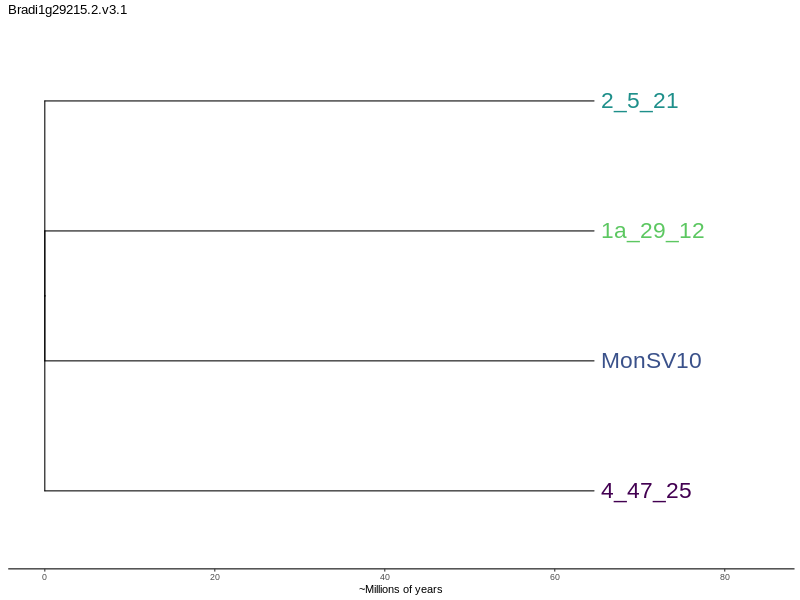 Bradi1g29215.2.v3.1
2_5_21
1a_29_12
MonSV10
4_47_25
0 20 40 60 80
~Millions of years